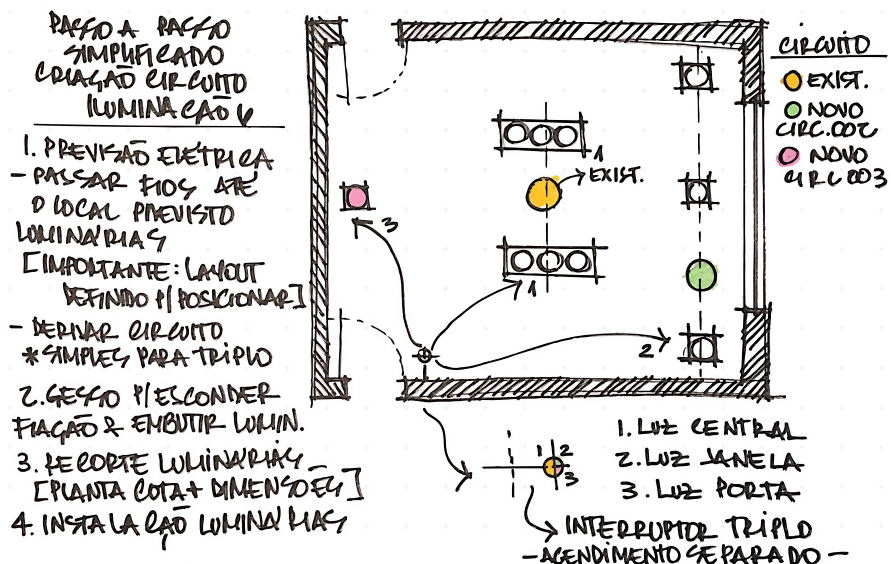 PASSO A PASSO
SIMPLIFICADO
CRIAÇÃO CIRCUITO
ILUMINAÇÃO
1. PREVISÃO ELÉTRICA
- PASSAR FIOS ATÉ
O LOCAL PREVISTO
LUMINÁRIAS
[IMPORTANTE: LAYOUT
DEFINIDO P/ POSICIONAR]
- DERIVAR CIRCUITO
* SIMPLES PARA TRIPLO
2. GESSO P/ ESCONDER
FIAÇÃO & EMBUTIR LUMIN.
3. RECORTE LUMINÁRIAS
[PLANTA COTA + DIMENSÕES]
4. INSTALAÇÃO LUMINÁRIAS
1
EXIST.
3
1
2
CIRCUITO
EXIST.
NOVO
CIRC.002
NOVO
CIRC 003
1 2
3
1. LUZ CENTRAL
2. LUZ JANELA
3. LUZ PORTA
INTERRUPTOR TRIPLO
- ACENDIMENTO SEPARADO -